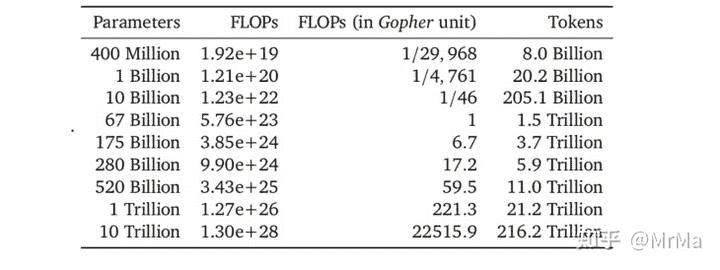 Parameters FLOPs FLOPs (in Gopher unit) Tokens
400 Million 1.92e+19 1/29,968 8.0 Billion
1 Billion 1.21e+20 1/4,761 20.2 Billion
10 Billion 1.23e+22 1/46 205.1 Billion
67 Billion 5.76e+23 1 1.5 Trillion
175 Billion 3.85e+24 6.7 3.7 Trillion
280 Billion 9.90e+24 17.2 5.9 Trillion
520 Billion 3.43e+25 59.5 11.0 Trillion
1 Trillion 1.27e+26 221.3 21.2 Trillion
10 Trillion 1.30e+28 22515.9 216.2 Trillion
知乎 @MrMa